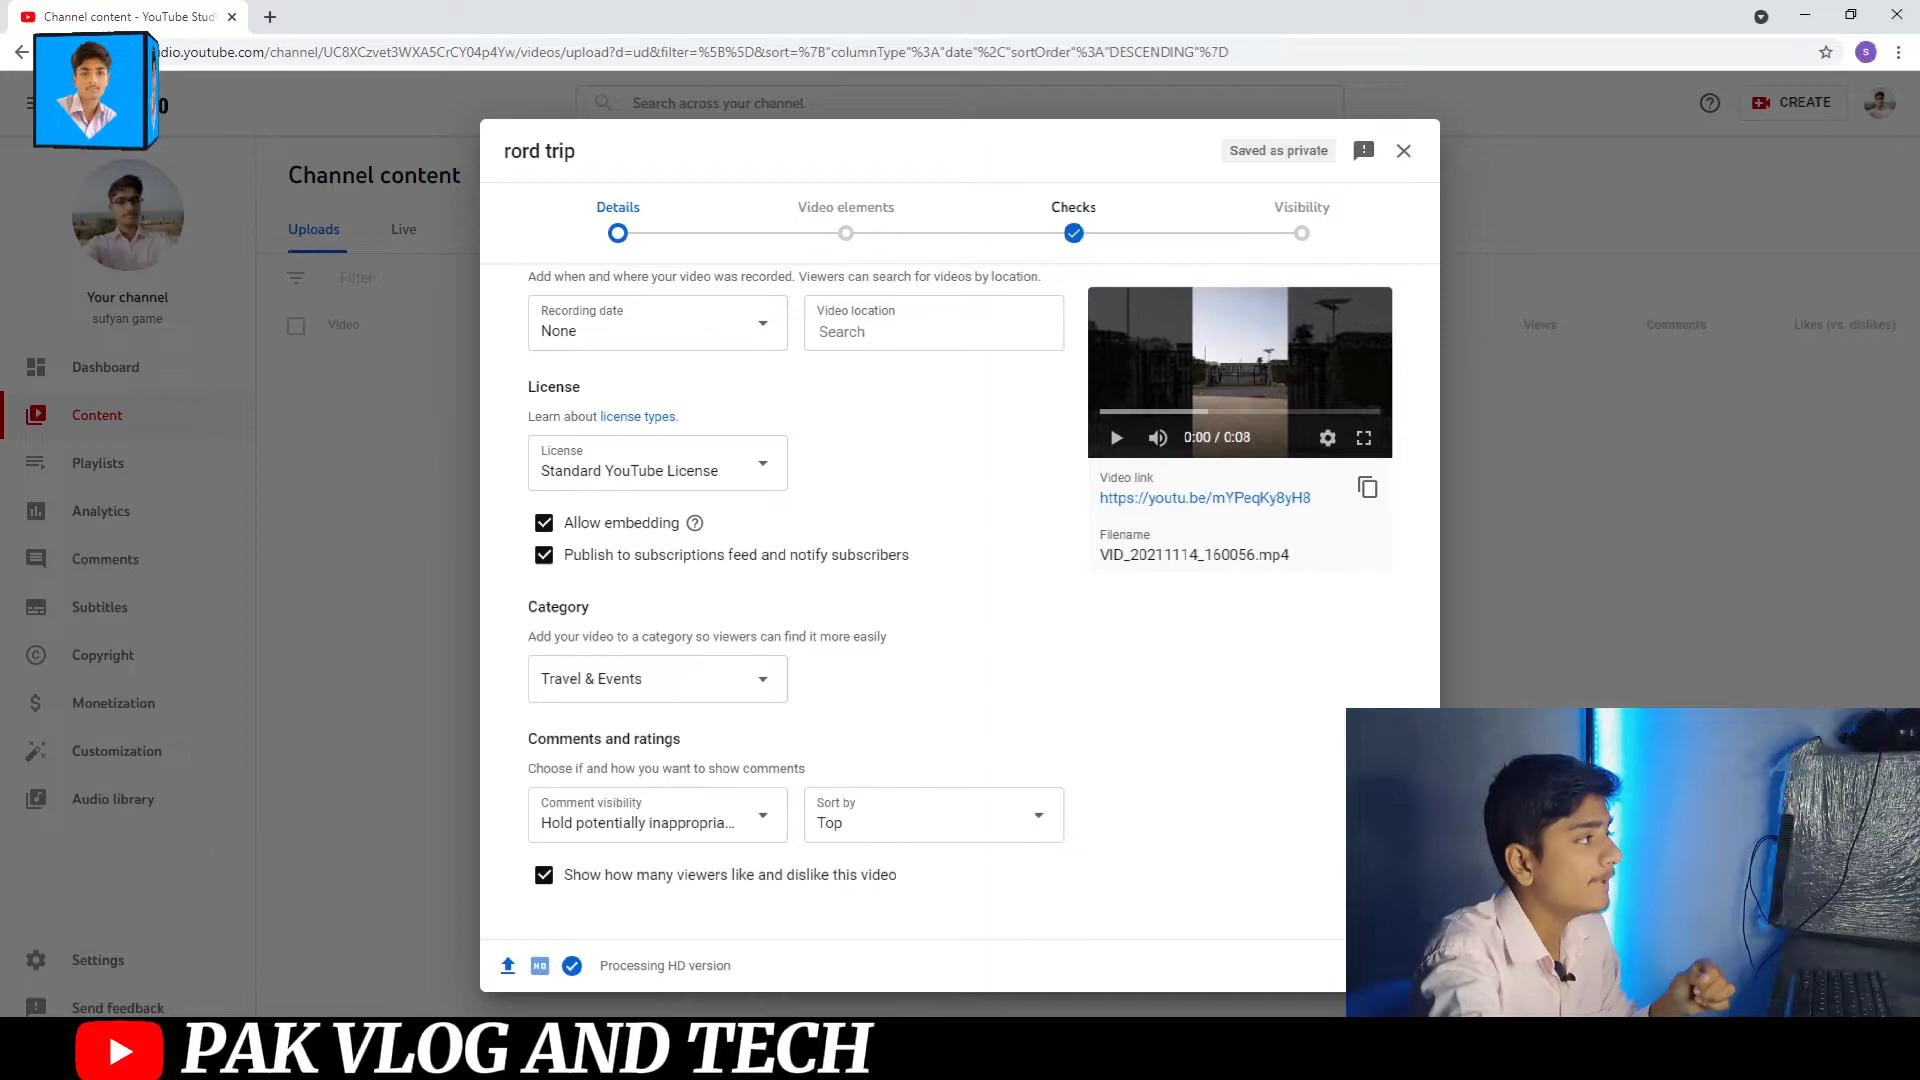 Channel content - YouTube Stud
dio.youtube.com/channel/UC8XCzvet3WXA5CrCY04p4Yw/videos/upload?d=ud&filter=%5B%5D&sort=%7B"columnType"%3A"date"%2C"sortOrder"%3A"DESCENDING"%7D
S
Search across your channel
CREATE
rord trip
Saved as private
Channel content
Details
Video elements
Checks
Visibility
Uploads
Live
Add when and where your video was recorded. Viewers can search for videos by location.
Filter
Your channel
sufyan game
Recording date
None
Video location
Search
Video
Views
Comments
Likes (vs. dislikes)
Dashboard
License
Learn about license types.
Content
License
Standard YouTube License
0:00 / 0:08
Playlists
Video link
https://youtu.be/mYPeqKy8yH8
Analytics
Allow embedding
Filename
VID_20211114_160056.mp4
Comments
Publish to subscriptions feed and notify subscribers
Subtitles
Category
Add your video to a category so viewers can find it more easily
Copyright
Travel & Events
Monetization
Comments and ratings
Customization
Choose if and how you want to show comments
Audio library
Comment visibility
Hold potentially inappropria...
Sort by
Top
Show how many viewers like and dislike this video
Settings
HD
Processing HD version
Send feedback
PAK VLOG AND TECH